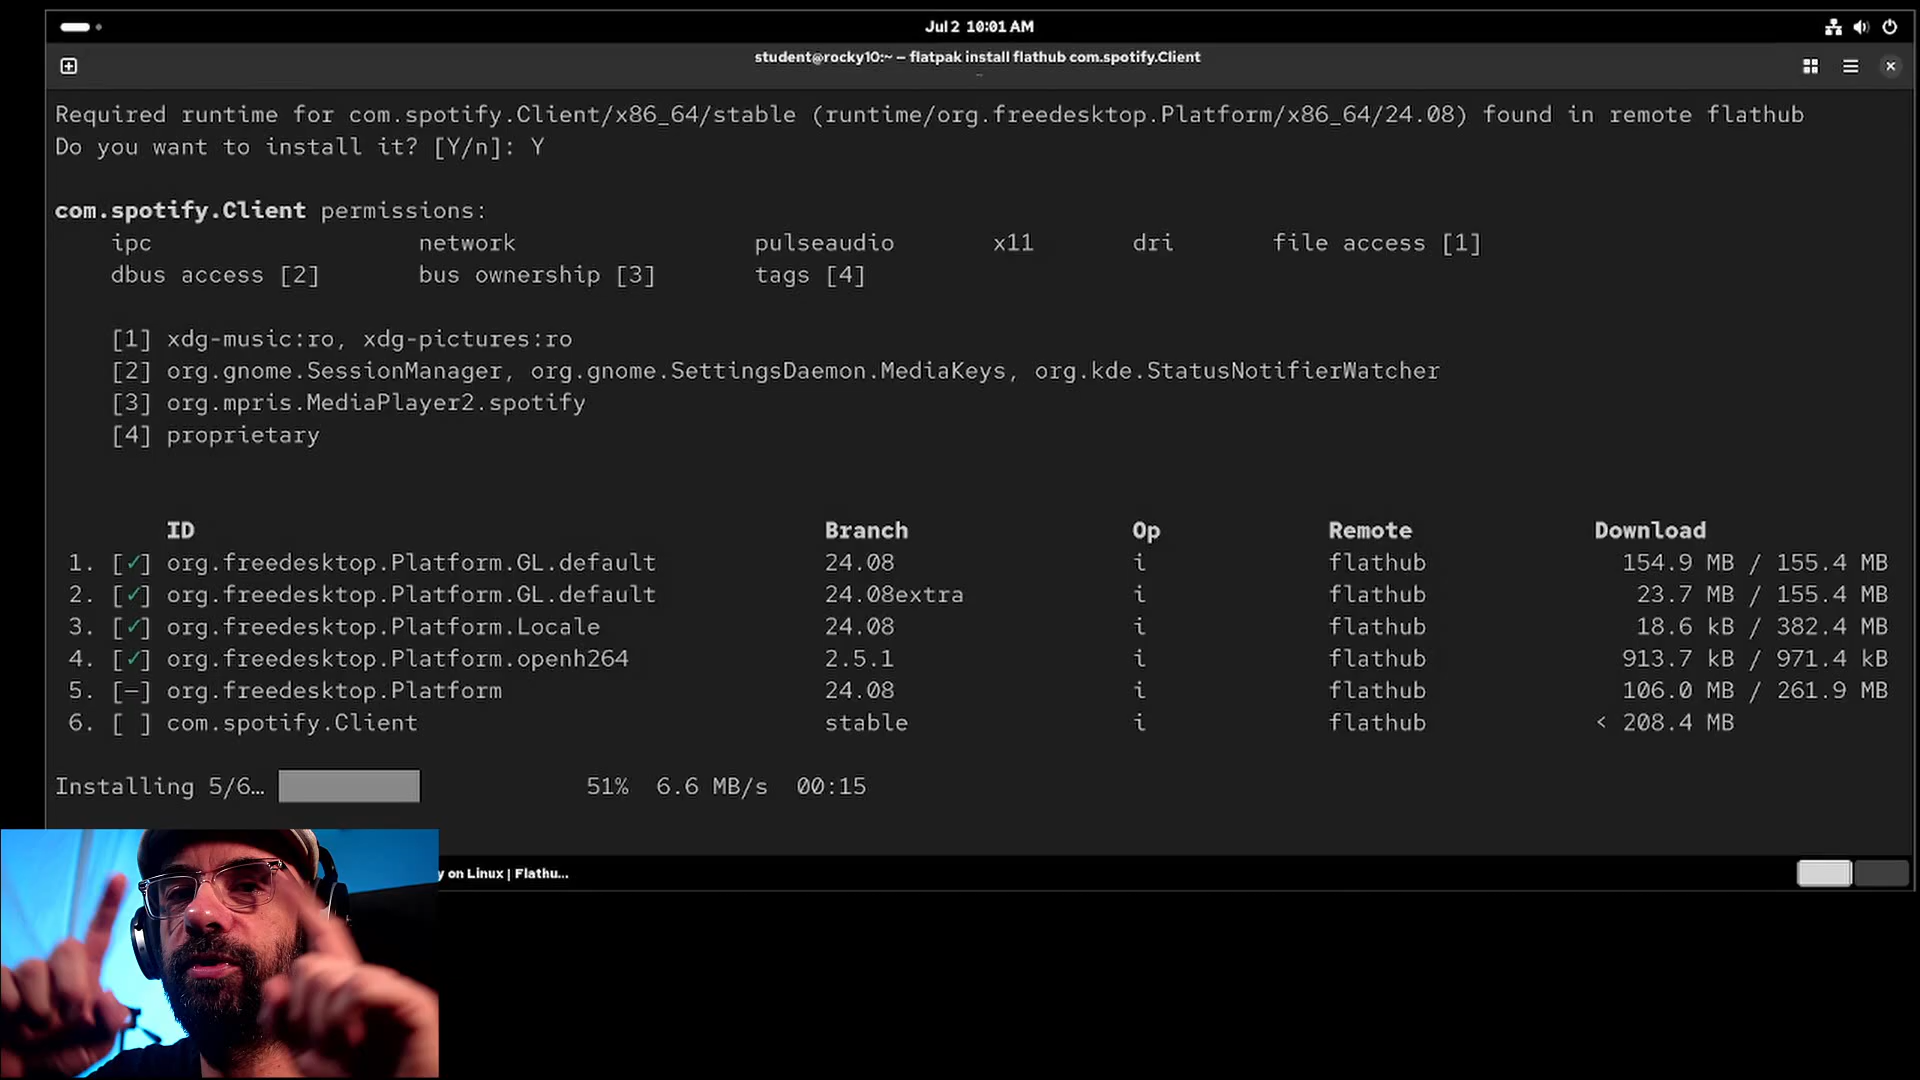 Jul 2 10:01 AM
student@rocky10:~ — flatpak install flathub com.spotify.Client
Required runtime for com.spotify.Client/x86_64/stable (runtime/org.freedesktop.Platform/x86_64/24.08) found in remote flathub
Do you want to install it? [Y/n]: Y
com.spotify.Client permissions:
ipc network pulseaudio x11 dri file access [1]
dbus access [2] bus ownership [3] tags [4]
[1] xdg-music:ro, xdg-pictures:ro
[2] org.gnome.SessionManager, org.gnome.SettingsDaemon.MediaKeys, org.kde.StatusNotifierWatcher
[3] org.mpris.MediaPlayer2.spotify
[4] proprietary
ID Branch Op Remote Download
1. [✓] org.freedesktop.Platform.GL.default 24.08 i flathub 154.9 MB / 155.4 MB
2. [✓] org.freedesktop.Platform.GL.default 24.08extra i flathub 23.7 MB / 155.4 MB
3. [✓] org.freedesktop.Platform.Locale 24.08 i flathub 18.6 kB / 382.4 MB
4. [✓] org.freedesktop.Platform.openh264 2.5.1 i flathub 913.7 kB / 971.4 kB
5. [—] org.freedesktop.Platform 24.08 i flathub 106.0 MB / 261.9 MB
6. [ ] com.spotify.Client stable i flathub < 208.4 MB
Installing 5/6… 51% 6.6 MB/s 00:15
y on Linux | Flathu...